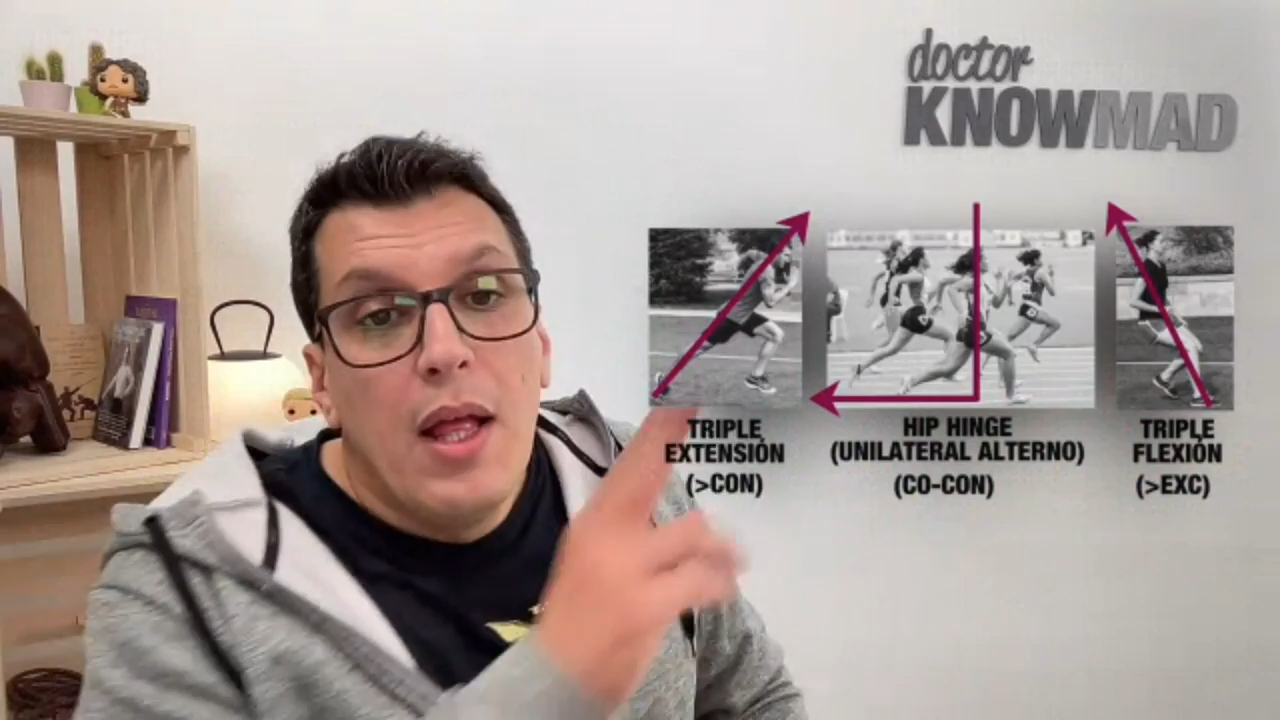 doctor
KNOWMAD
TRIPLE
EXTENSIÓN
(>CON)
HIP HINGE
(UNILATERAL ALTERNO)
(CO-CON)
TRIPLE
FLEXIÓN
(>EXC)